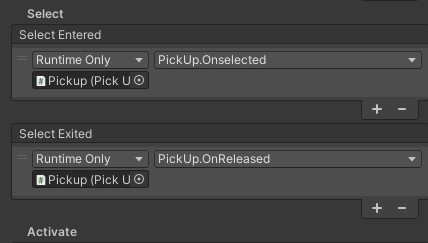 Select
Select Entered
Runtime Only PickUp.Onselected
Pickup (Pick U
Select Exited
Runtime Only PickUp.OnReleased
Pickup (Pick U
Activate